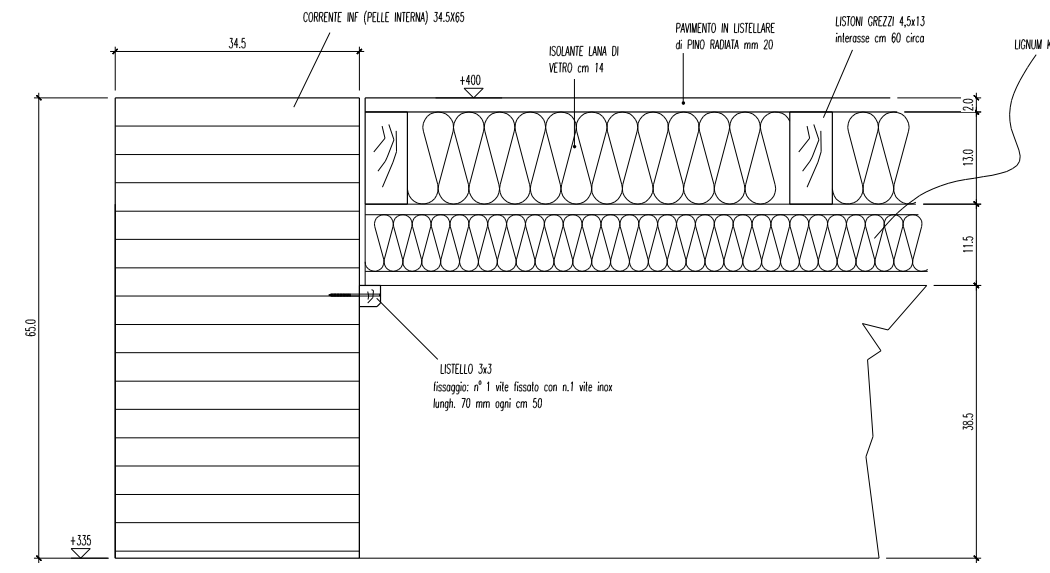 CORRENTE INF (PELLE INTERNA) 34.5X65
34.5
ISOLANTE LANA DI
VETRO cm 14
PAVIMENTO IN LISTELLARE
di PINO RADIATA mm 20
LISTONI GREZZI 4,5x13
interasse cm 60 circa
LIGNUM K
+400
2.0
13.0
11.5
38.5
65.0
+335
LISTELLO 3x3
fissaggio: n° 1 vite fissato con n.1 vite inox
lungh. 70 mm ogni cm 50